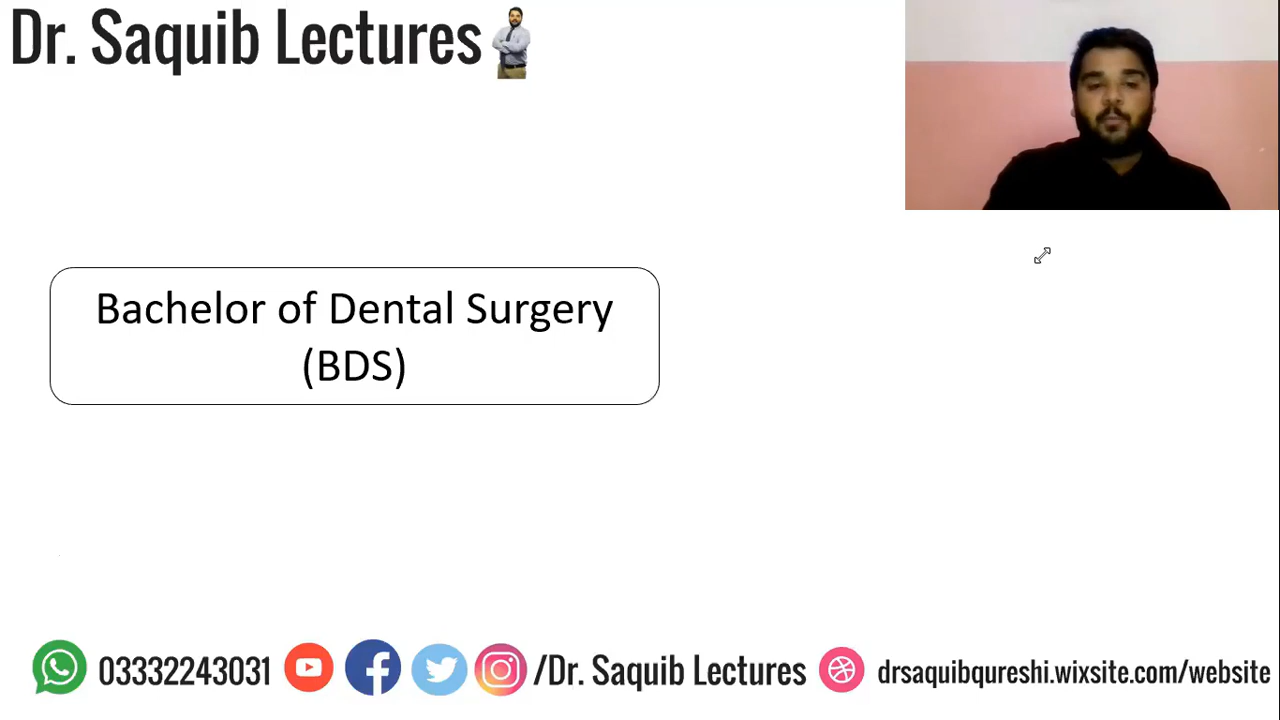 Dr. Saquib Lectures
Bachelor of Dental Surgery
(BDS)
03332243031
/Dr. Saquib Lectures
drsaquibqureshi.wixsite.com/website